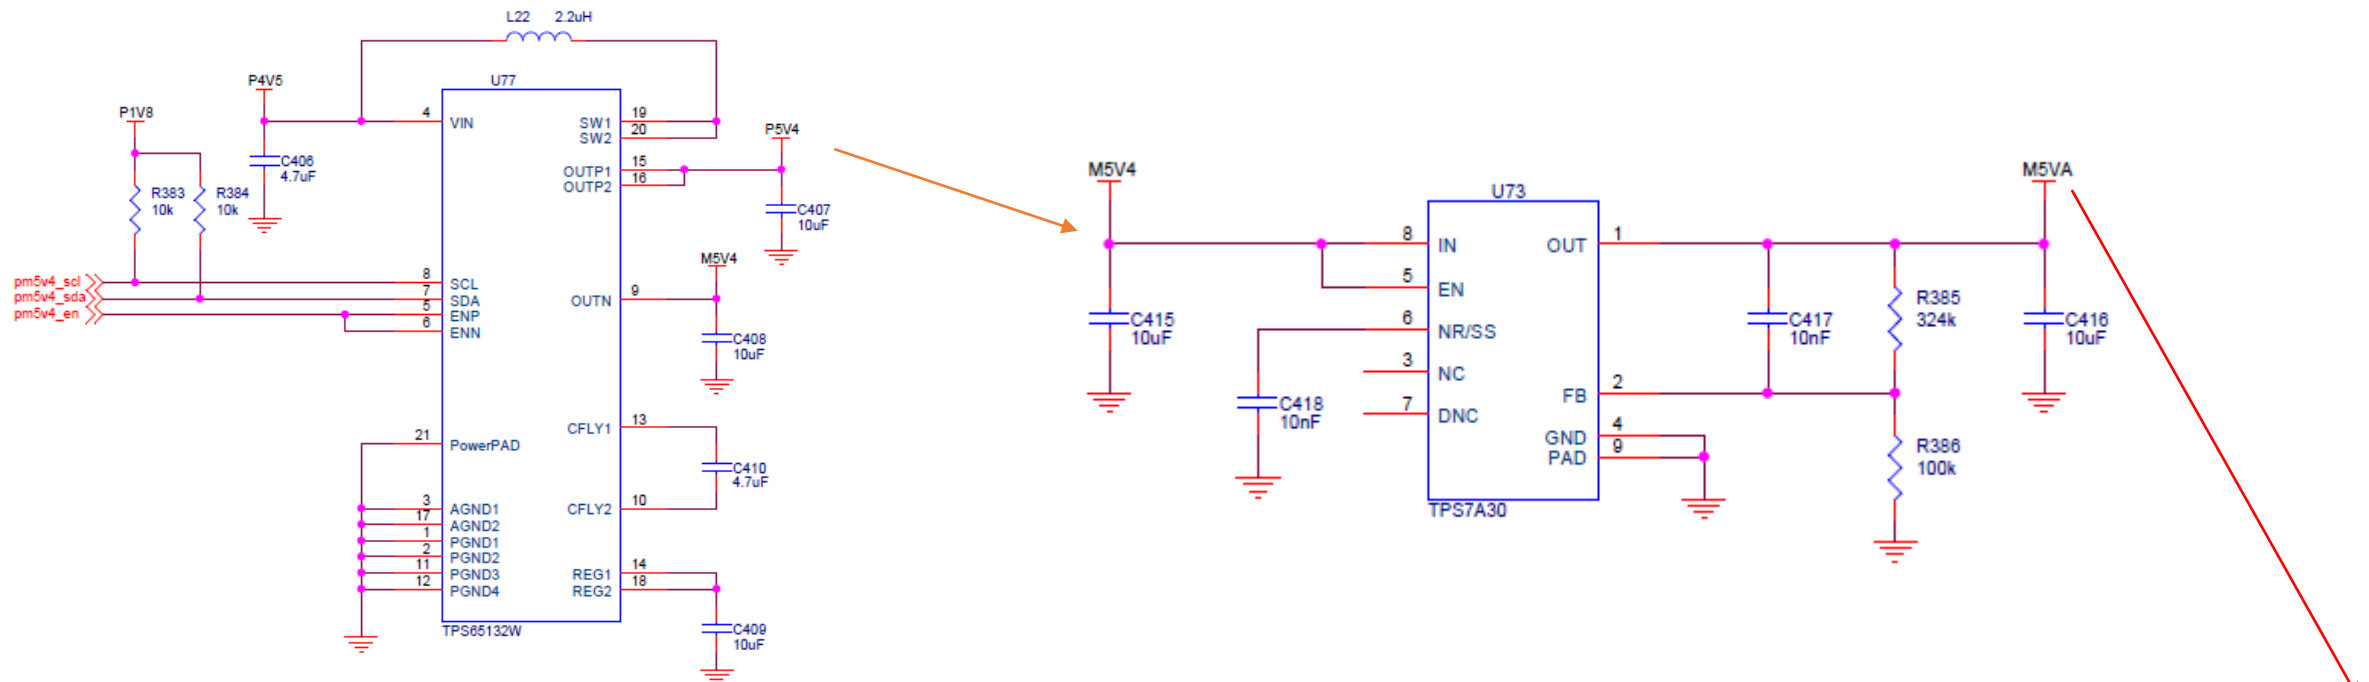 L22 2.2uH
U77
P4V5
P1V8
4 VIN
SW1 19
SW2 20
P5V4
C406
4.7uF
OUTP1 15
OUTP2 16
R383
10k
R384
10k
C407
10uF
M5V4
pm5v4_scl
pm5v4_sda
pm5v4_en
8 SCL
7 SDA
5 ENP
6 ENN
OUTN 9
C408
10uF
CFLY1 13
21 PowerPAD
C410
4.7uF
CFLY2 10
3 AGND1
17 AGND2
1 PGND1
2 PGND2
11 PGND3
12 PGND4
REG1 14
REG2 18
C409
10uF
TPS65132W
M5V4
U73
M5VA
8 IN
5 EN
6 NR/SS
3 NC
7 DNC
OUT 1
FB 2
GND 4
PAD 9
C415
10uF
C418
10nF
C417
10nF
R385
324k
C416
10uF
R386
100k
TPS7A30